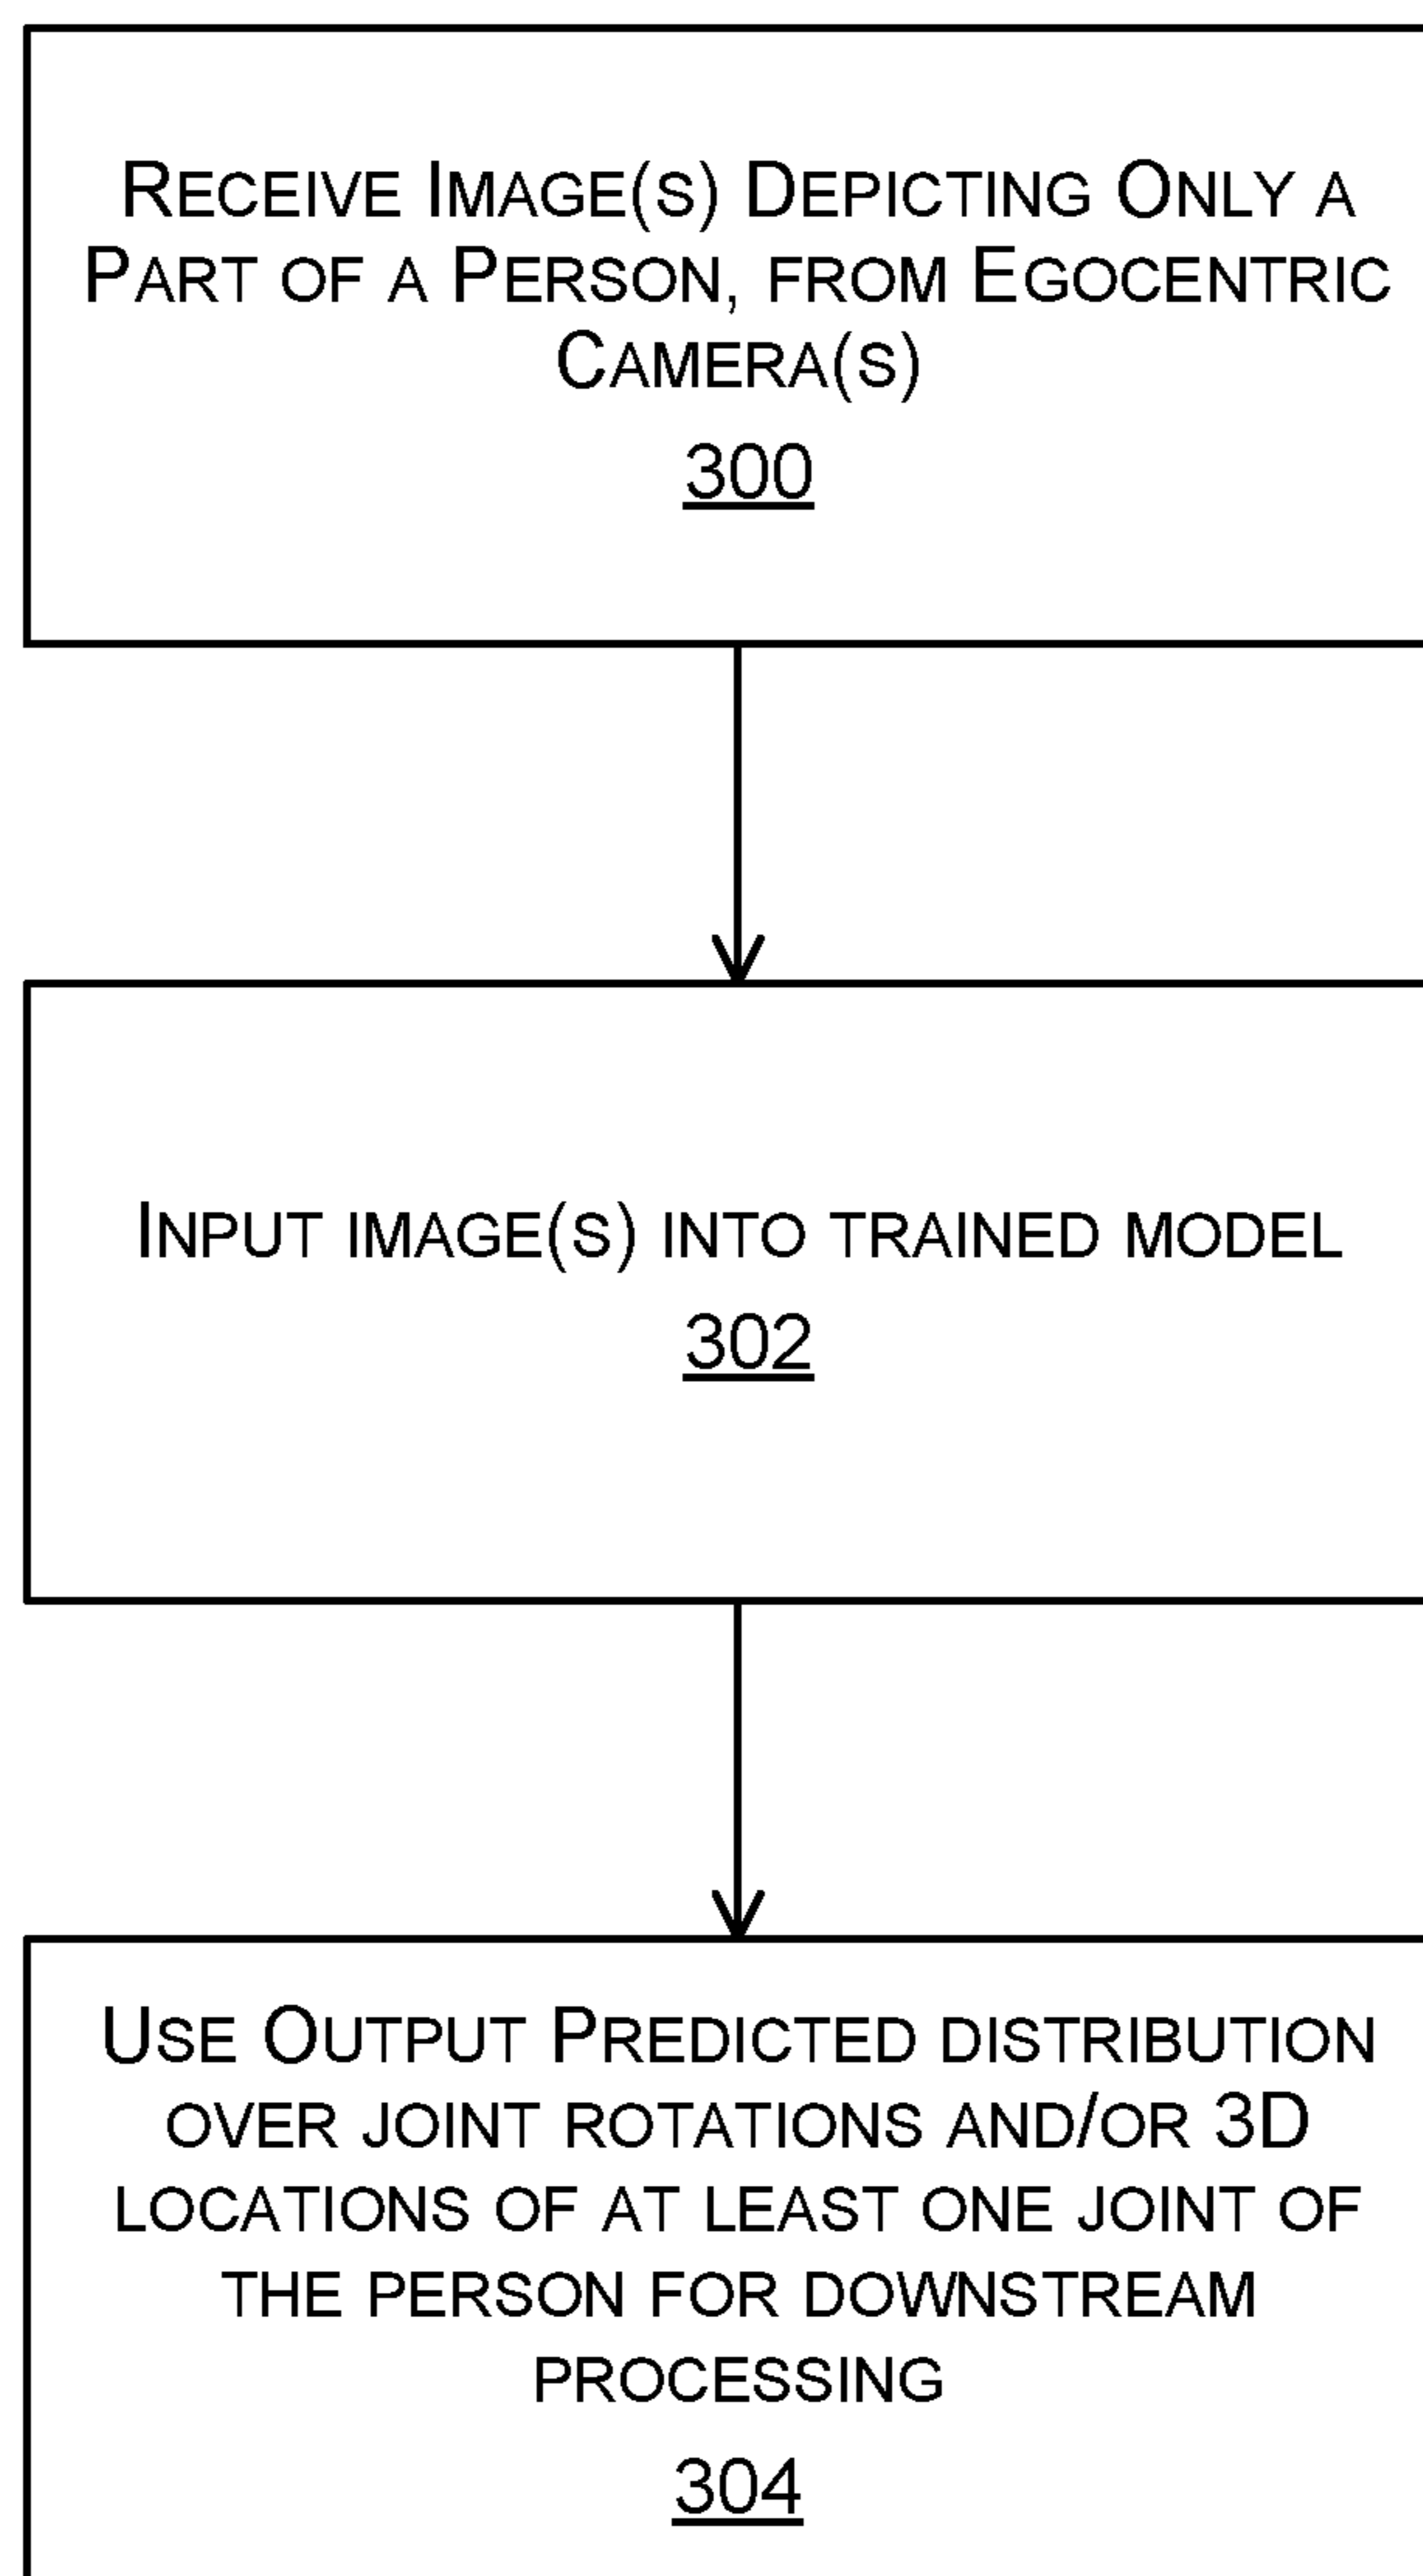 Receive Image(s) Depicting Only a
Part of a Person, from Egocentric
Camera(s)
300
Input image(s) into trained model
302
Use Output Predicted distribution
over joint rotations and/or 3D
locations of at least one joint of
the person for downstream
processing
304